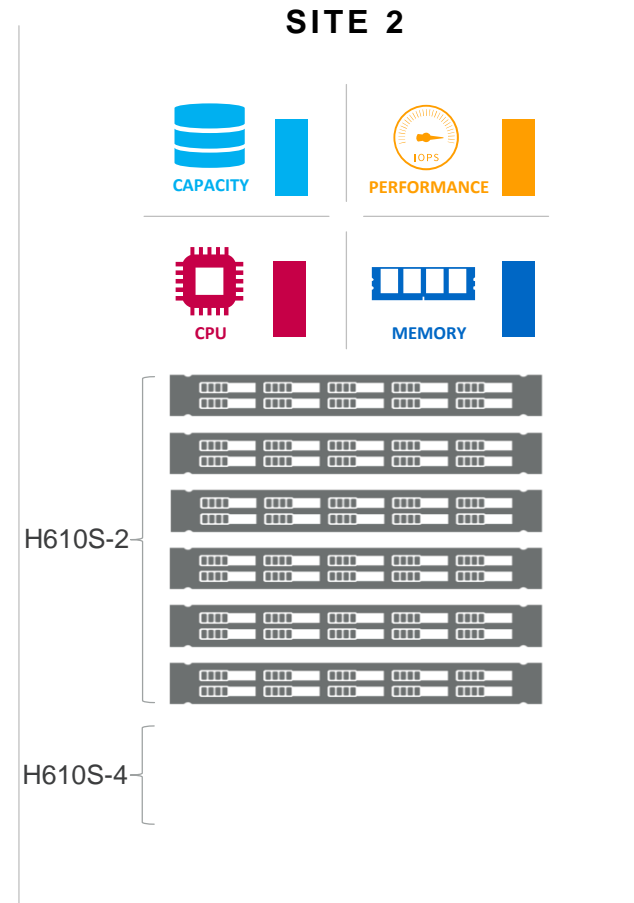 SITE 2
IOPS
CAPACITY
PERFORMANCE
CPU
MEMORY
H610S-2
H610S-4